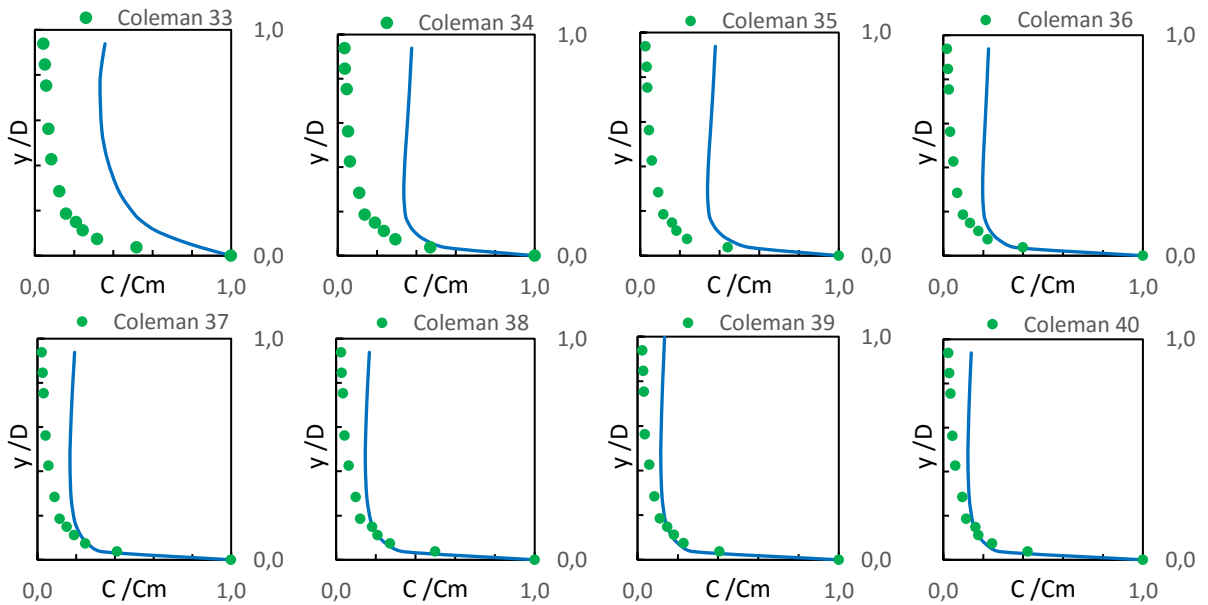 Coleman 33
Coleman 34
Coleman 35
Coleman 36
1,0
1,0
1,0
1,0
y /D
y /D
y /D
y /D
0,0
0,0
0,0
0,0
0,0 C /Cm 1,0
0,0 C /Cm 1,0
0,0 C /Cm 1,0
0,0 C /Cm 1,0
Coleman 37
Coleman 38
Coleman 39
Coleman 40
1,0
1,0
1,0
1,0
y /D
y /D
y /D
y /D
0,0
0,0
0,0
0,0
0,0 C /Cm 1,0
0,0 C /Cm 1,0
0,0 C /Cm 1,0
0,0 C /Cm 1,0